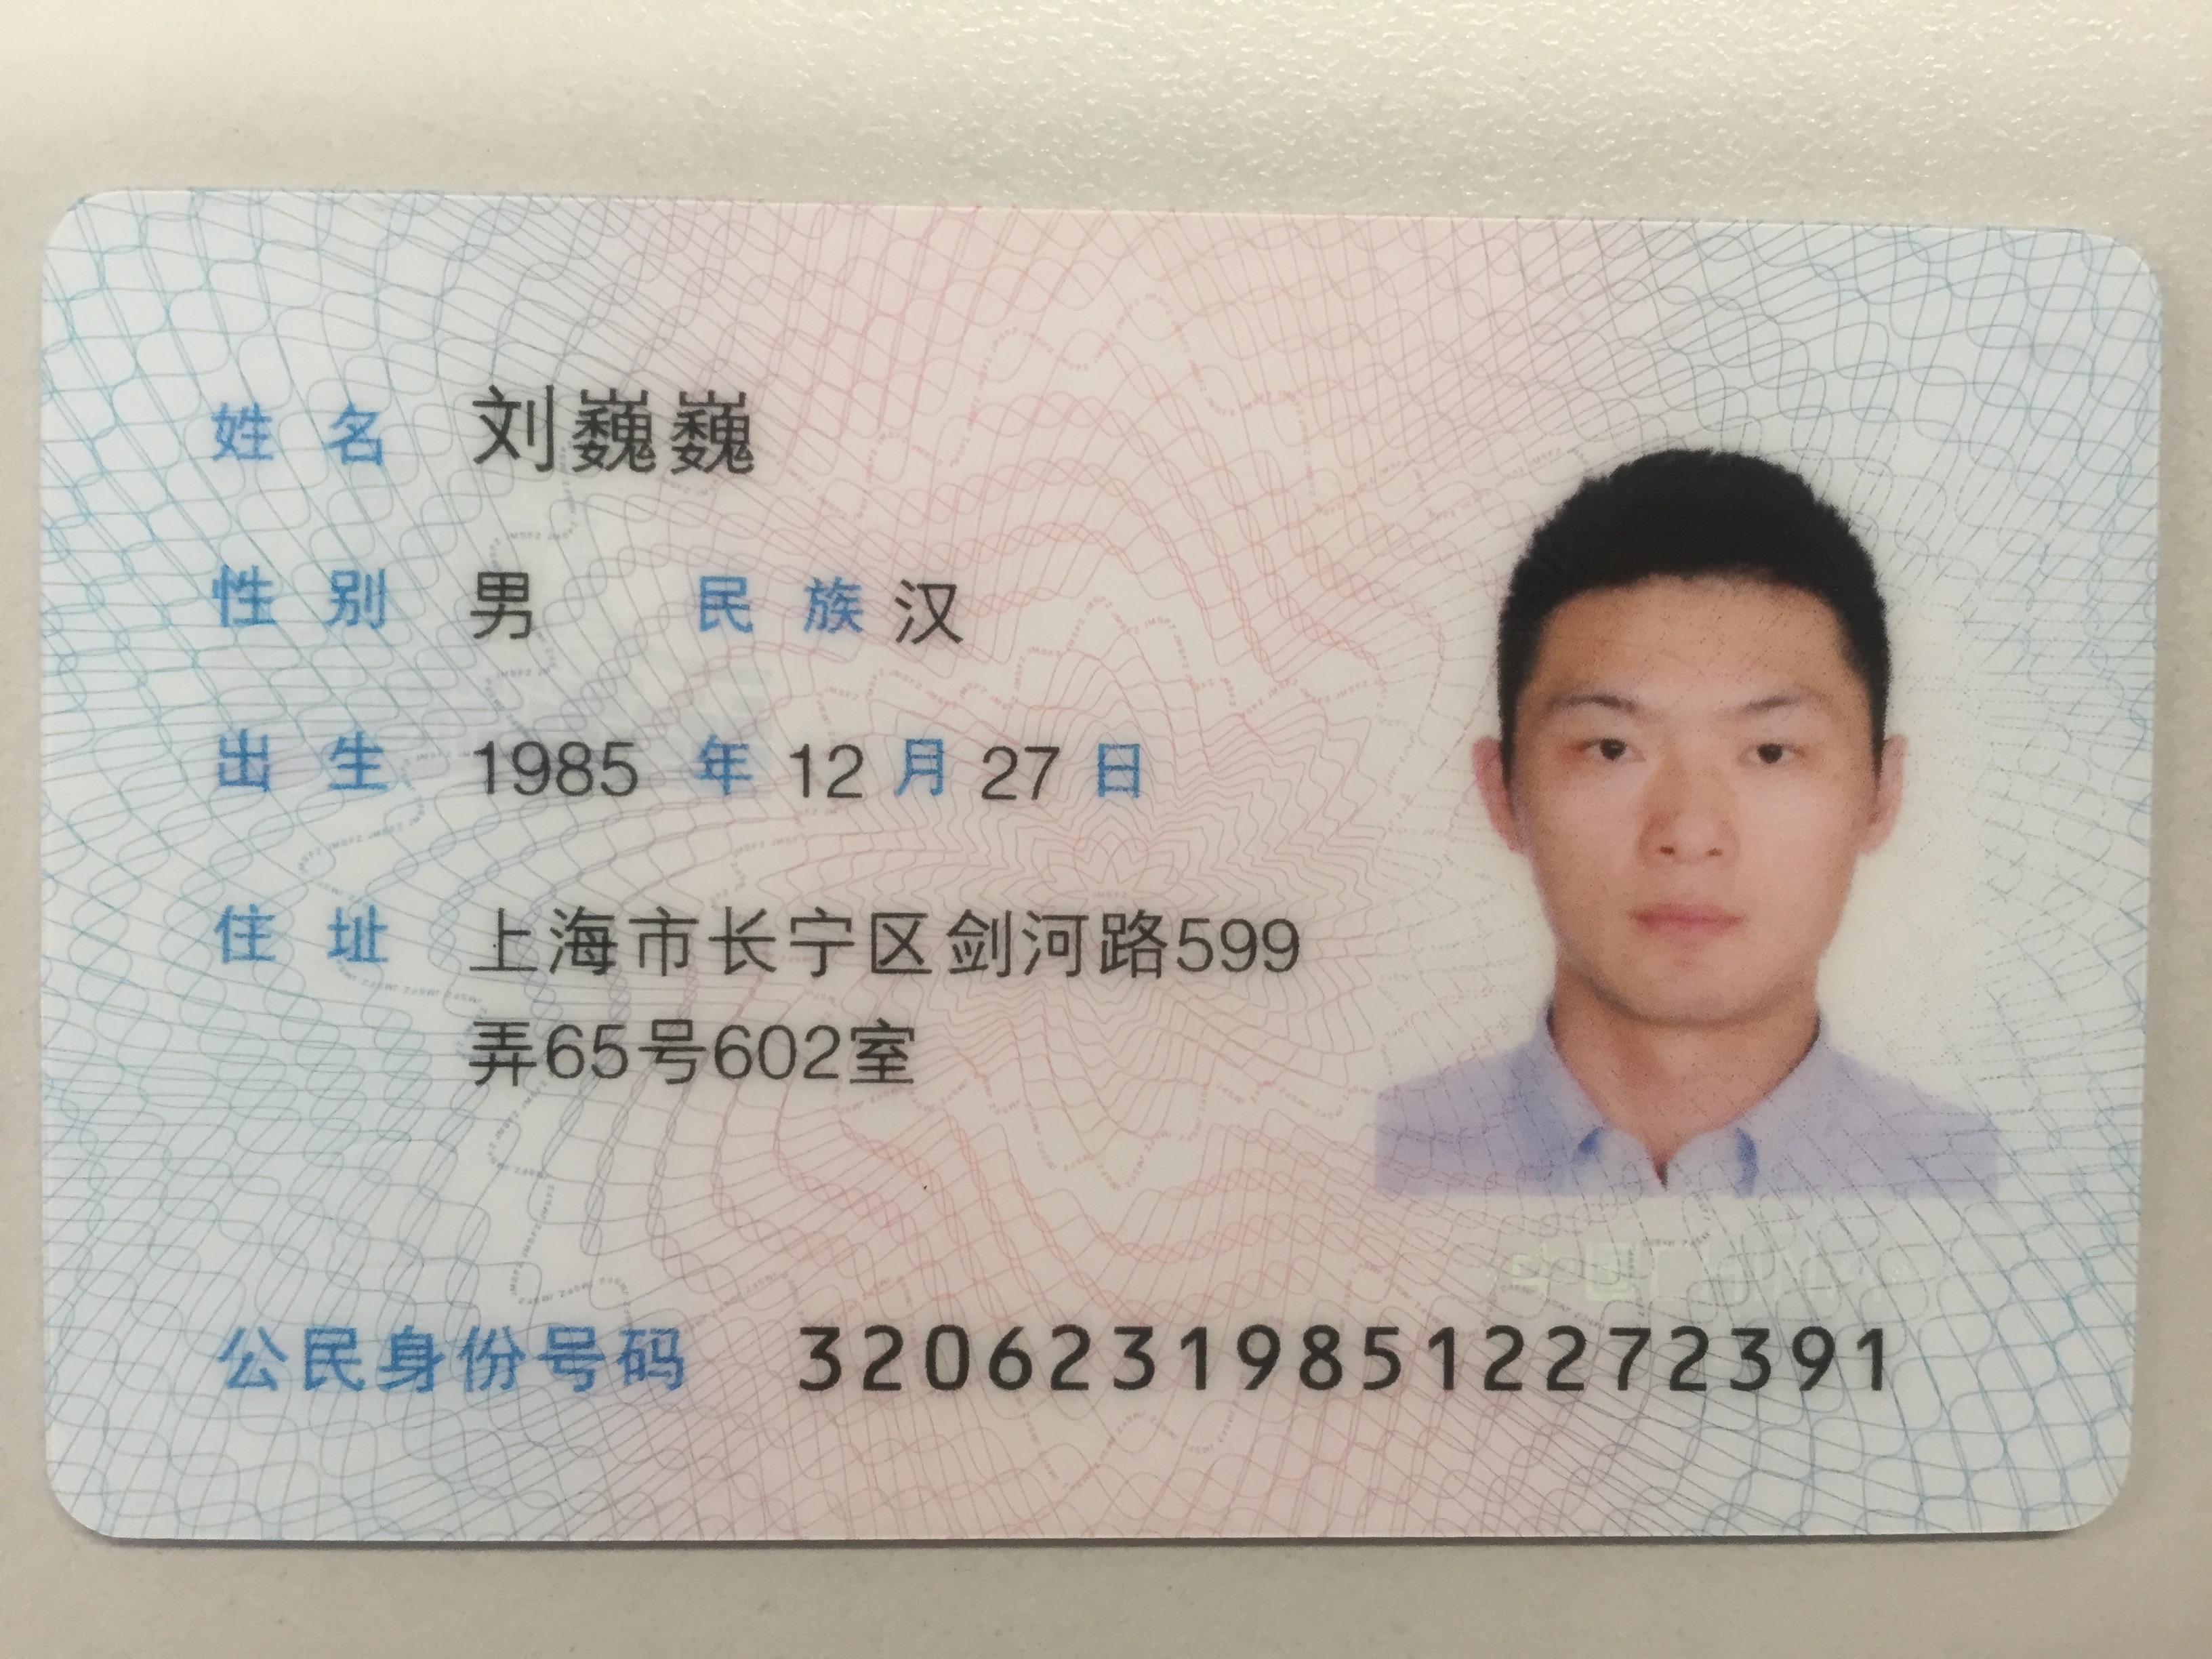 姓名 刘巍巍
性别 男 民族 汉
出生 1985 年 12 月 27 日
住址 上海市长宁区剑河路599
弄65号602室
公民身份号码 320623198512272391